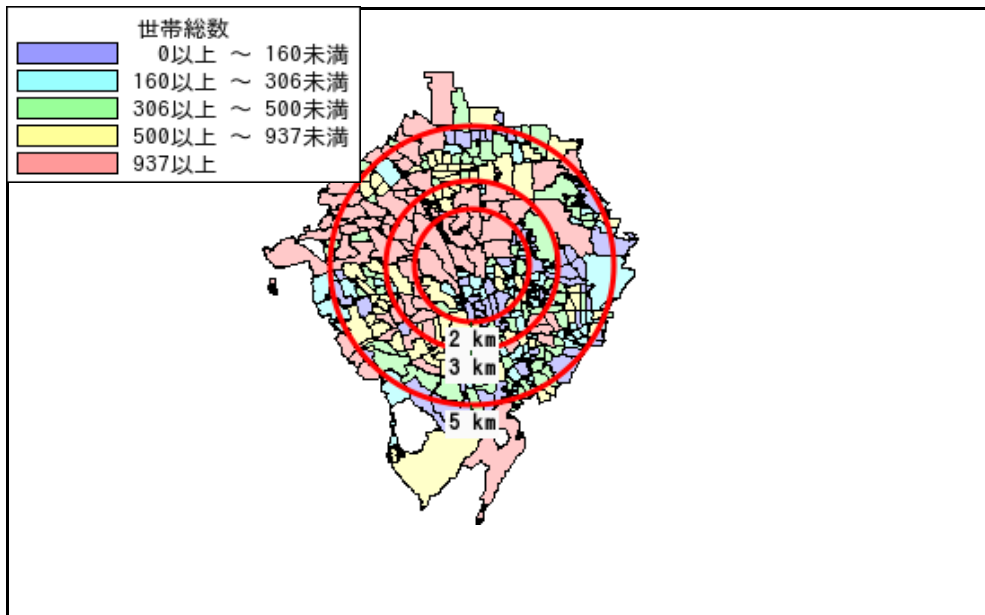 世帯総数
0以上 ～ 160未満
160以上 ～ 306未満
306以上 ～ 500未満
500以上 ～ 937未満
937以上
2 km
3 km
5 km